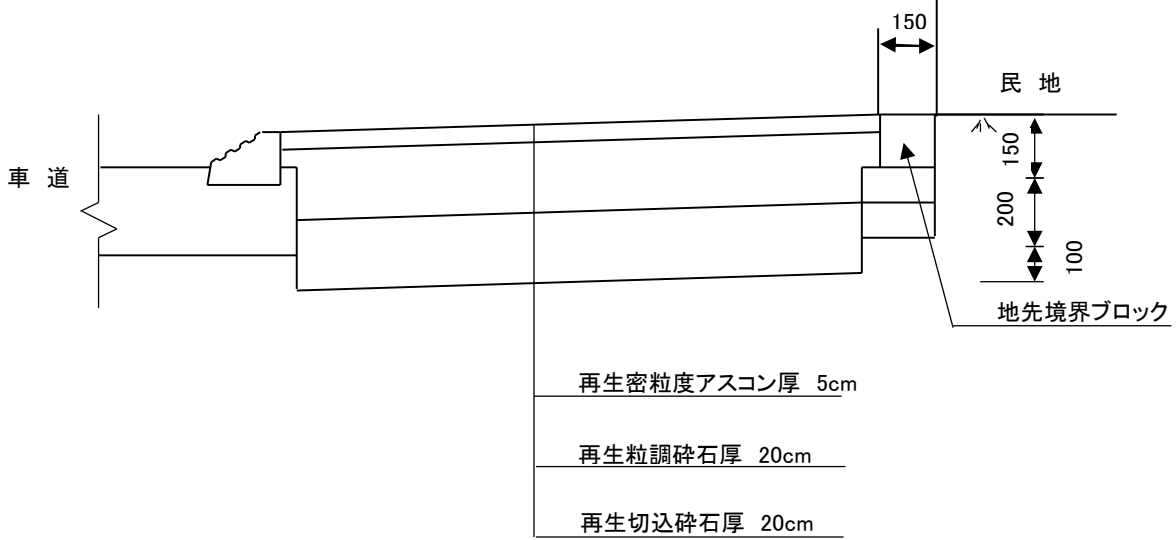 150
民 地
車 道
150
200
100
地先境界ブロック
再生密粒度アスコン厚 5cm
再生粒調砕石厚 20cm
再生切込砕石厚 20cm